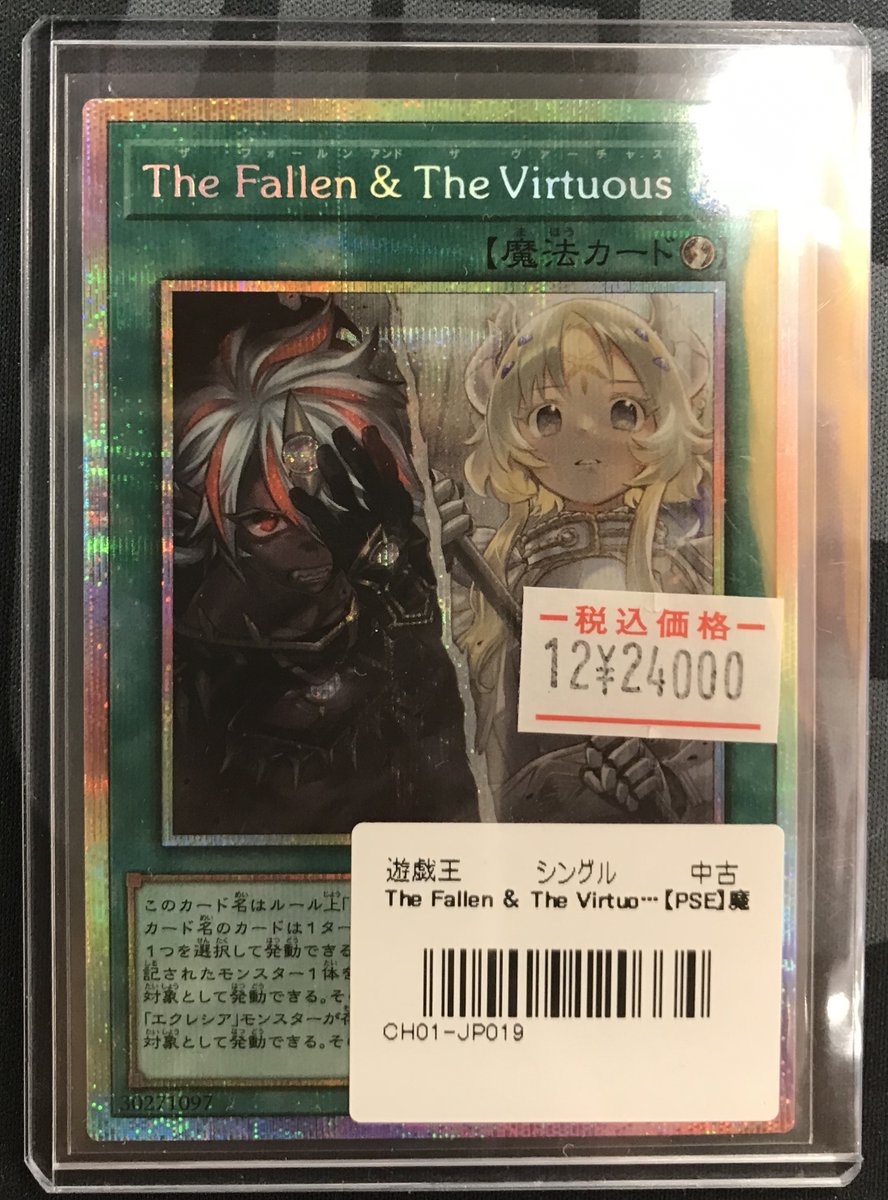 ザ フォールン アンド ザ ヴァーチャス
The Fallen & The Virtuous
【魔法カード】
ま ほう
税込価格
12¥24000
遊戯王 シングル 中古
The Fallen & The Virtuo…【PSE】魔
CH01-JP019
このカード名はルール上「
カード名のカードは1ター
1つを選択して発動できる
記されたモンスター1体を
対象として発動できる。そ
「エクレシア」モンスターが
対象として発動できる。そ
30271097